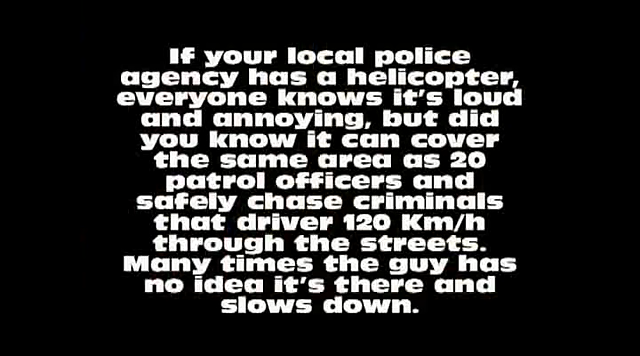 If your local police
agency has a helicopter,
everyone knows it's loud
and annoying, but did
you know it can cover
the same area as 20
patrol officers and
safely chase criminals
that driver 120 Km/h
through the streets.
Many times the guy has
no idea it's there and
slows down.